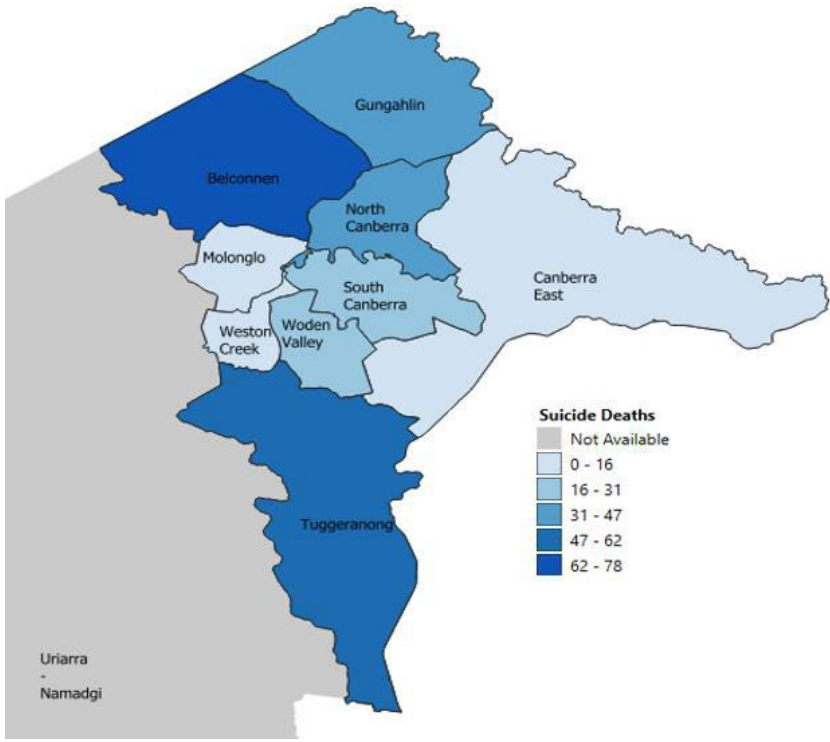 Gungahlin
Belconnen
North
Canberra
Molonglo
Canberra
East
South
Canberra
Weston
Creek
Woden
Valley
Suicide Deaths
Not Available
0 - 16
16 - 31
31 - 47
47 - 62
62 - 78
Tuggeranong
Uriarra
-
Namadgi